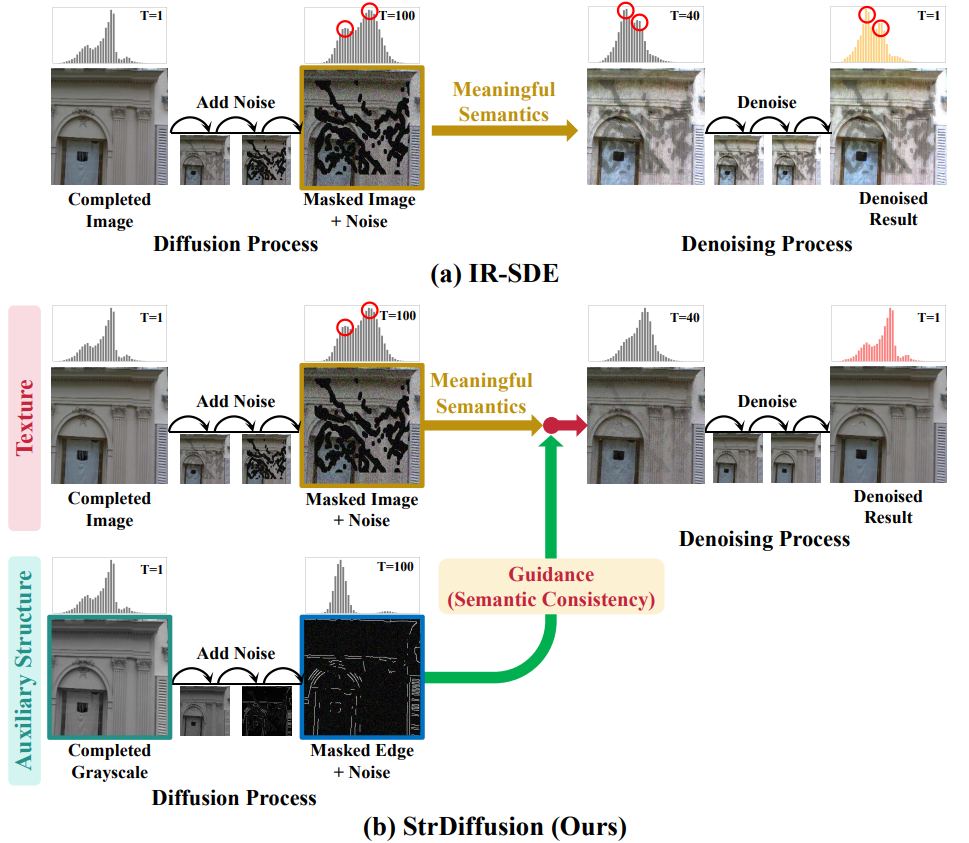 T=1
T=100
T=40
T=1
Add Noise
Meaningful
Semantics
Denoise
Completed
Image
Masked Image
+ Noise
Denoised
Result
Diffusion Process
Denoising Process
(a) IR-SDE
Texture
T=1
T=100
T=40
T=1
Add Noise
Meaningful
Semantics
Denoise
Completed
Image
Masked Image
+ Noise
Denoised
Result
Denoising Process
Auxiliary Structure
T=1
T=100
Guidance
(Semantic Consistency)
Add Noise
Completed
Grayscale
Masked Edge
+ Noise
Diffusion Process
(b) StrDiffusion (Ours)